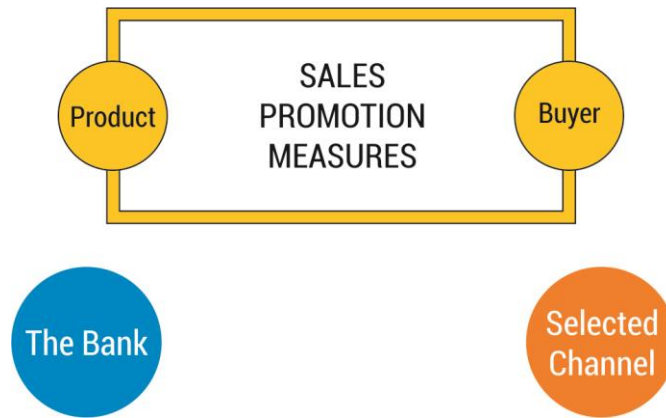 SALES
PROMOTION
MEASURES
Product
Buyer
The Bank
Selected
Channel